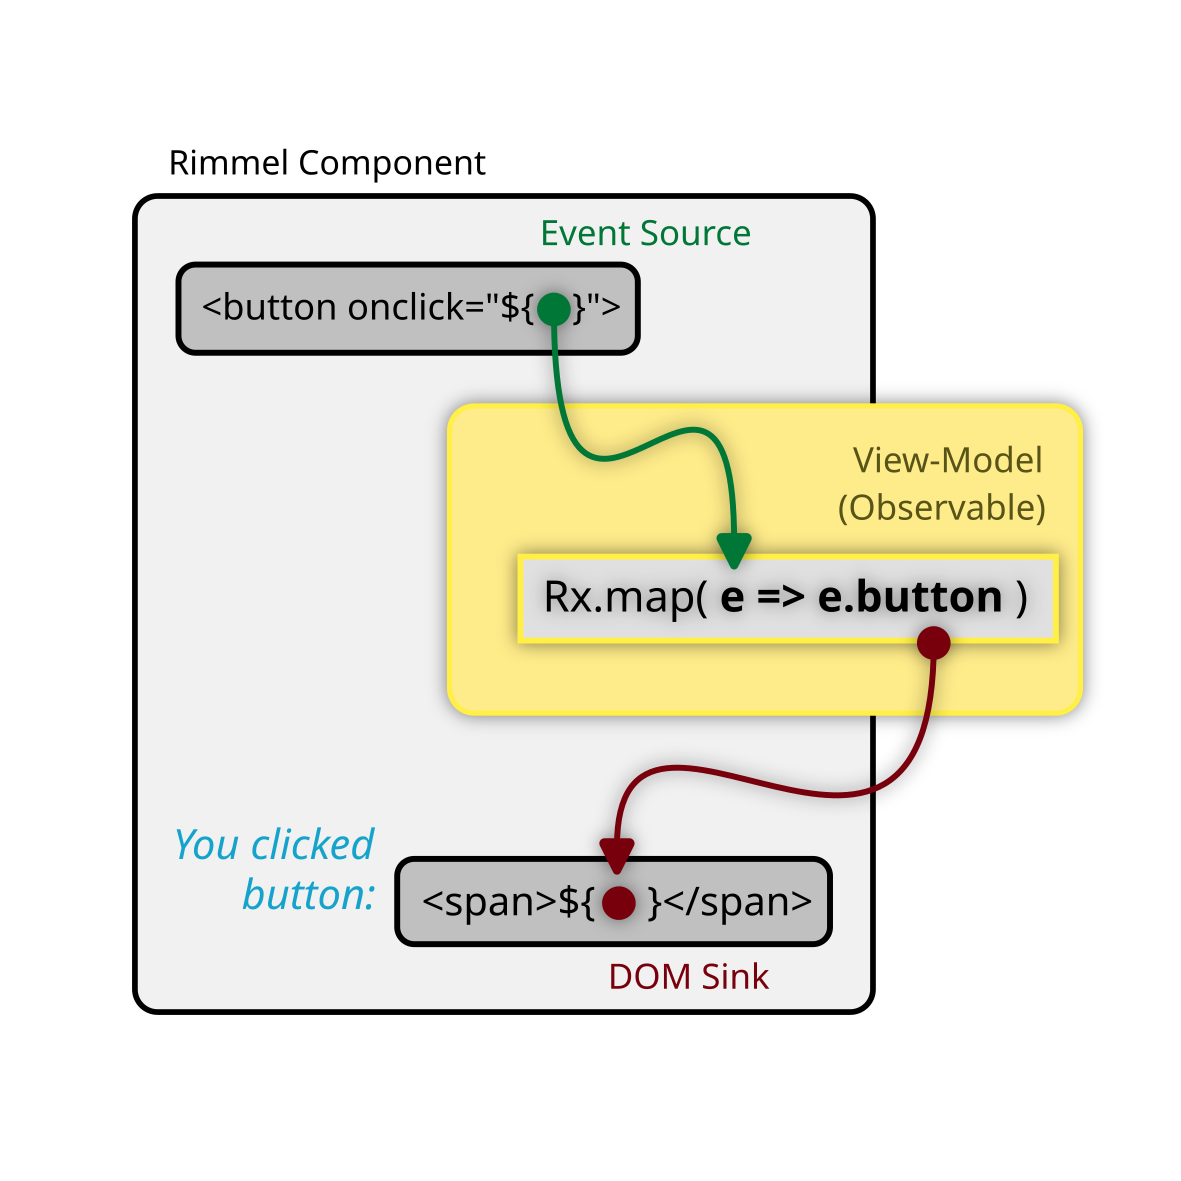 Rimmel Component
Event Source
<button onclick="${ }">
View-Model
(Observable)
Rx.map( e => e.button )
You clicked
button:
<span>${ }</span>
DOM Sink